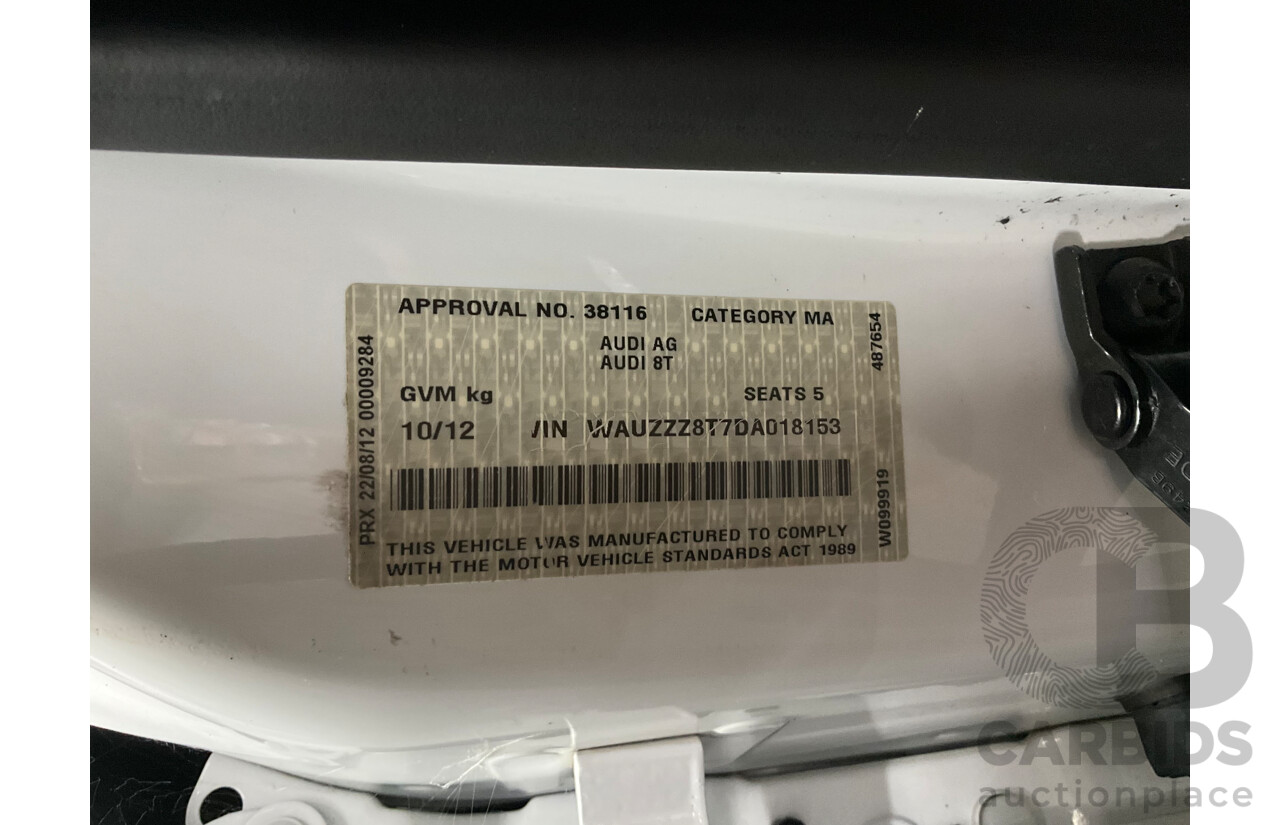 APPROVAL NO. 38116 CATEGORY MA
AUDI AG
AUDI 8T
GVM kg SEATS 5
10/12 VIN WAUZZZ8T7DA018153
THIS VEHICLE WAS MANUFACTURED TO COMPLY
WITH THE MOTOR VEHICLE STANDARDS ACT 1989
PRX 22/08/12 00009284
487654
W099919
CB
CARBIDS
auctionplace